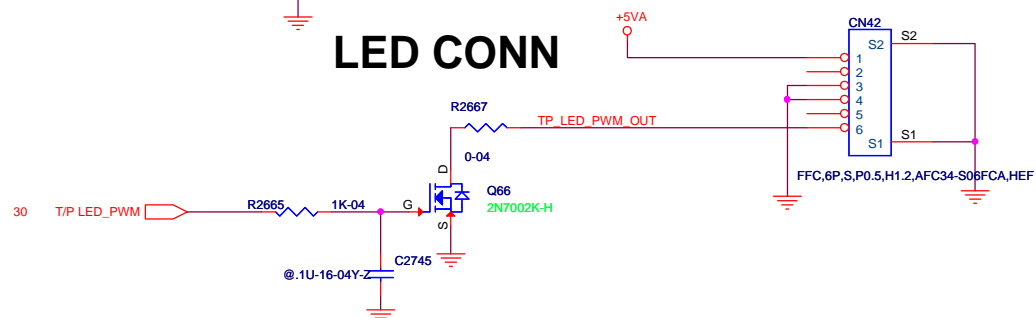 LED CONN
+5VA
CN42
S2
S2
1
2
3
4
5
6
S1
S1
FFC,6P,S,P0.5,H1.2,AFC34-S06FCA,HEF
R2667
0-04
TP_LED_PWM_OUT
D
G
S
Q66
2N7002K-H
30
T/P LED_PWM
R2665
1K-04
C2745
@.1U-16-04Y-Z